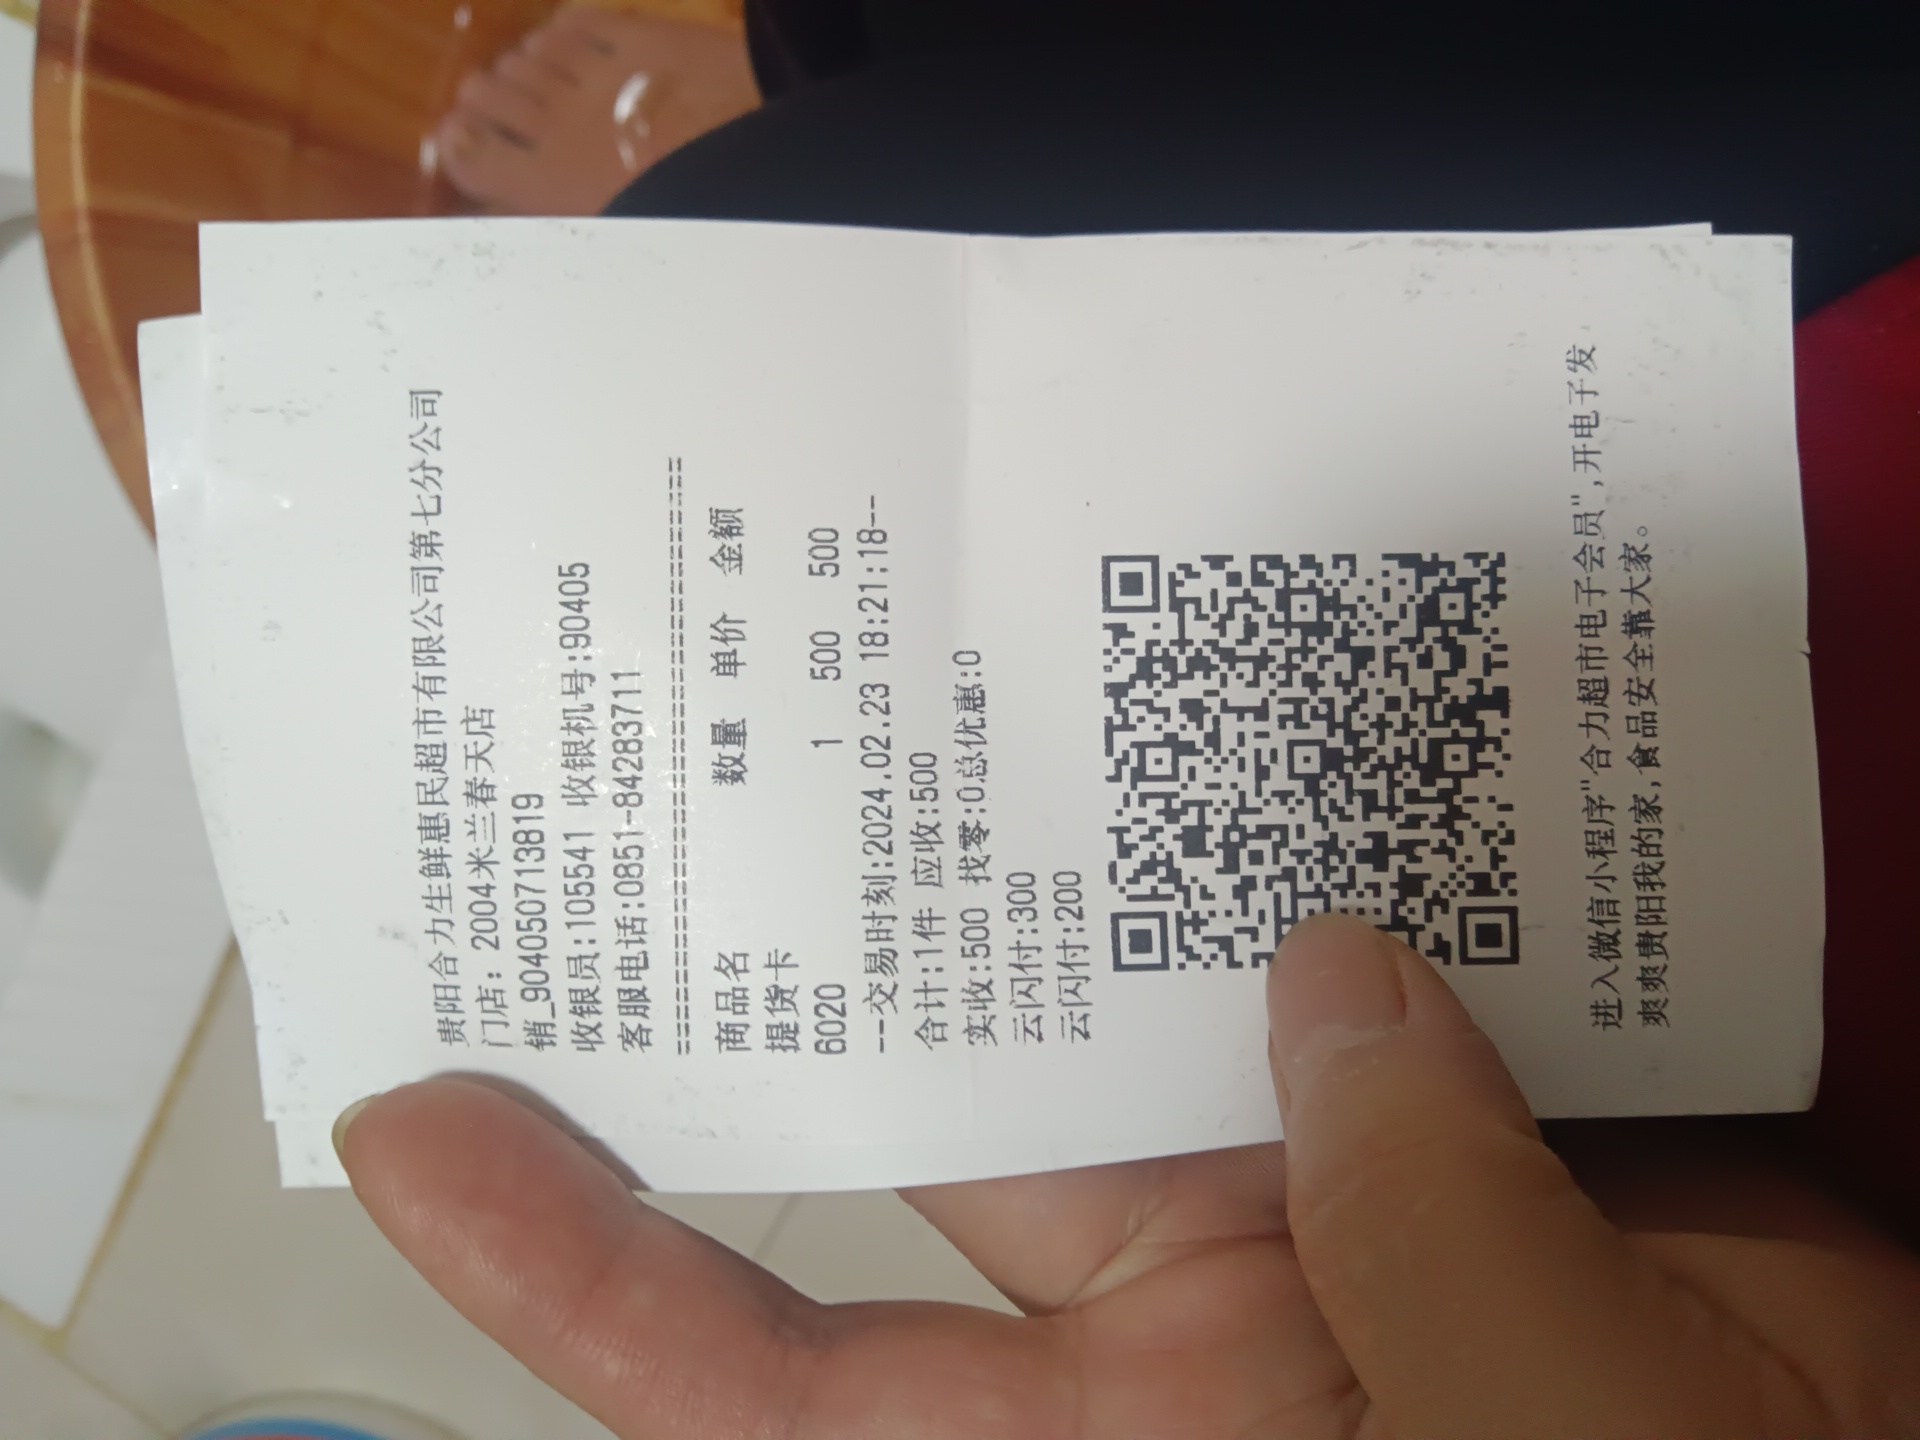 贵阳合力生鲜惠民超市有限公司第七分公司
门店：2004米兰春天店
销_9040507138​19
收银员:105541 收银机号:90405
客服电话:0851-84283711
==============================
商品名 数量 单价 金额
提货卡
6020 1 500 500
--交易时刻:2024.02.23 18:21:18--
合计:1件 应收:500
实收:500 找零:0总优惠:0
云闪付:300
云闪付:200
进入微信小程序"合力超市电子会员",开电子发
爽爽贵阳我的家,食品安全靠大家。